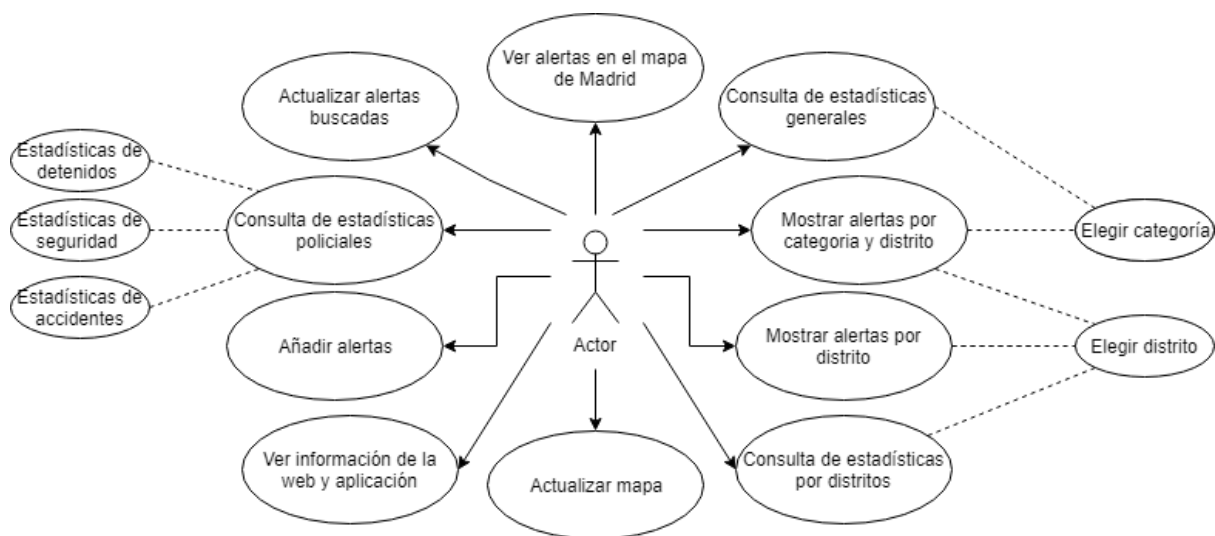 Ver alertas en el mapa
de Madrid
Actualizar alertas
buscadas
Consulta de estadísticas
generales
Estadísticas de
detenidos
Estadísticas de
seguridad
Estadísticas de
accidentes
Consulta de estadísticas
policiales
Mostrar alertas por
categoria y distrito
Elegir categoría
Añadir alertas
Actor
Mostrar alertas por
distrito
Elegir distrito
Ver información de la
web y aplicación
Actualizar mapa
Consulta de estadísticas
por distritos